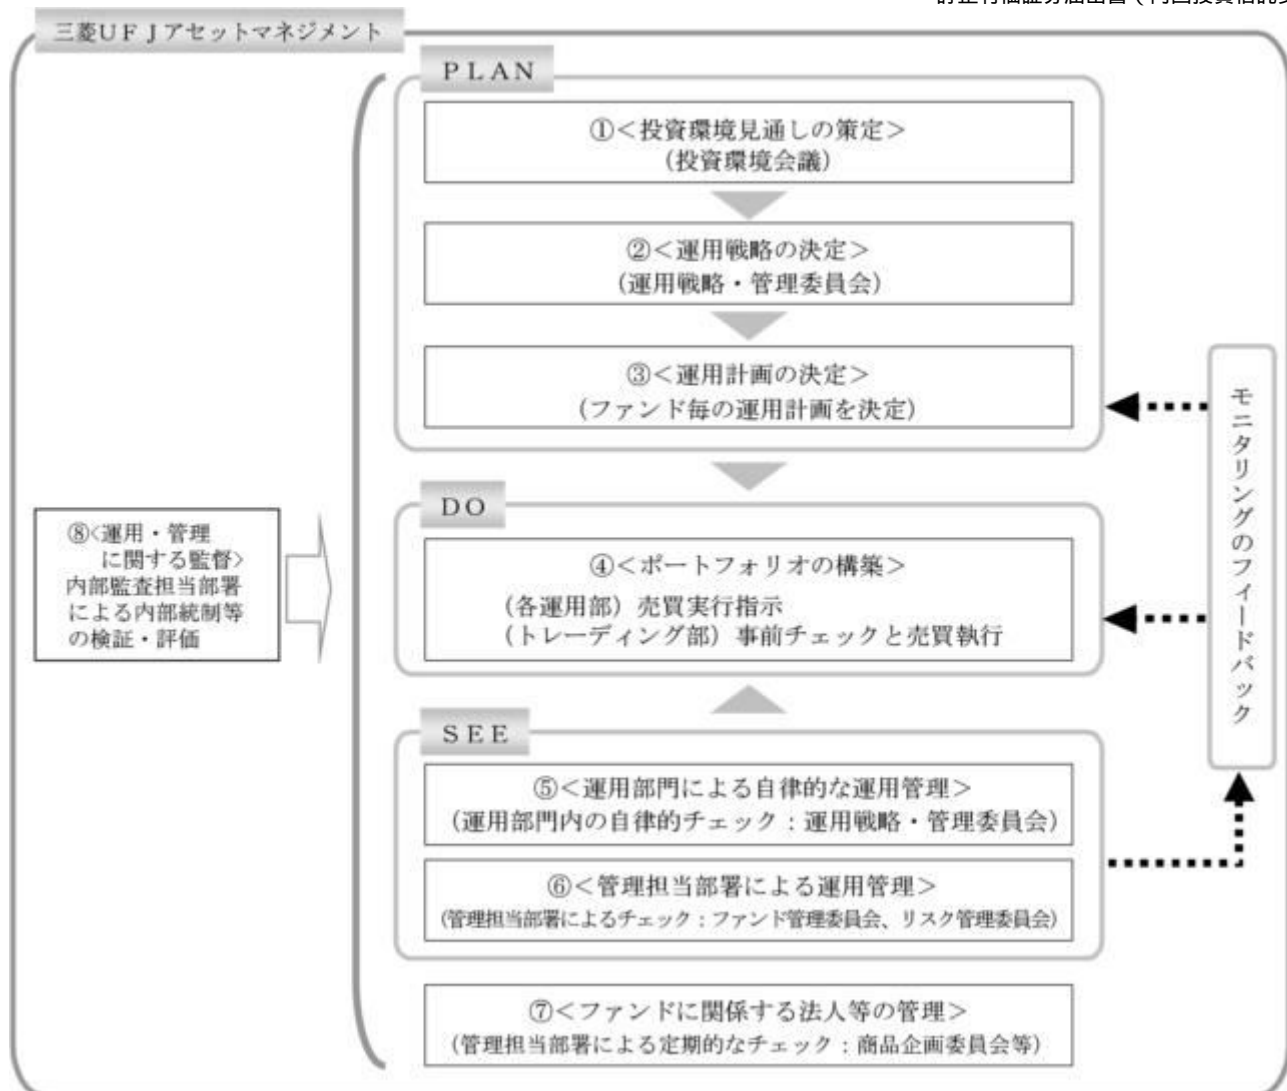 三菱ＵＦＪアセットマネジメント
ＰＬＡＮ
①＜投資環境見通しの策定＞
（投資環境会議）
②＜運用戦略の決定＞
（運用戦略・管理委員会）
③＜運用計画の決定＞
（ファンド毎の運用計画を決定）
ＤＯ
④＜ポートフォリオの構築＞
（各運用部）売買実行指示
（トレーディング部）事前チェックと売買執行
ＳＥＥ
⑤＜運用部門による自律的な運用管理＞
（運用部門内の自律的チェック：運用戦略・管理委員会）
⑥＜管理担当部署による運用管理＞
（管理担当部署によるチェック：ファンド管理委員会、リスク管理委員会）
⑦＜ファンドに関係する法人等の管理＞
（管理担当部署による定期的なチェック：商品企画委員会等）
⑧<運用・管理
に関する監督>
内部監査担当部署
による内部統制等
の検証・評価
モニタリングのフィードバック